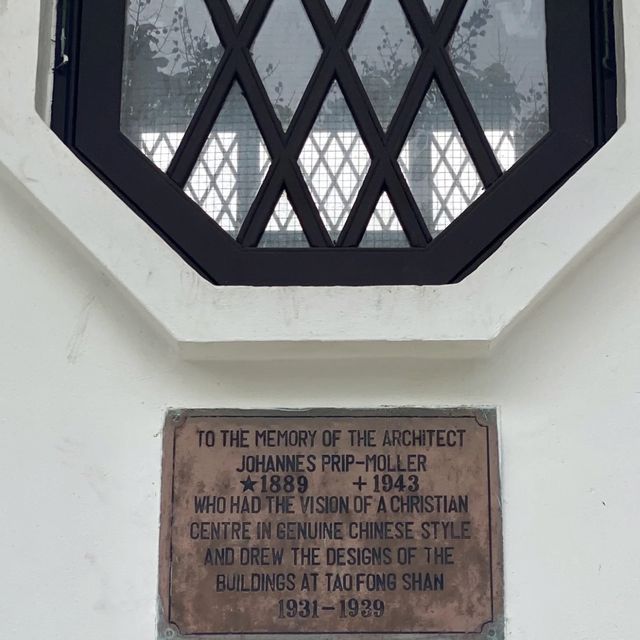 TO THE MEMORY OF THE ARCHITECT
JOHANNES PRIP-MOLLER
★1889 +1943
WHO HAD THE VISION OF A CHRISTIAN
CENTRE IN GENUINE CHINESE STYLE
AND DREW THE DESIGNS OF THE
BUILDINGS AT TAO FONG SHAN
1931-1939